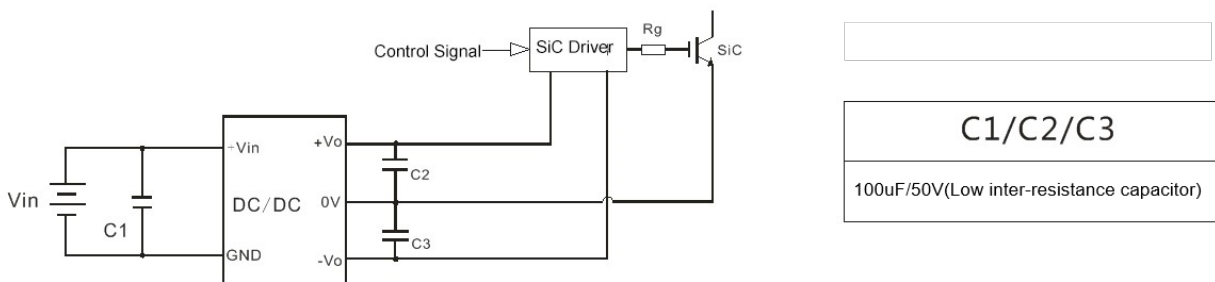 Rg
Control Signal
SiC Driver
SiC
+Vin
+Vo
C2
Vin
DC/DC
0V
C1
C3
GND
-Vo
C1/C2/C3
100uF/50V(Low inter-resistance capacitor)